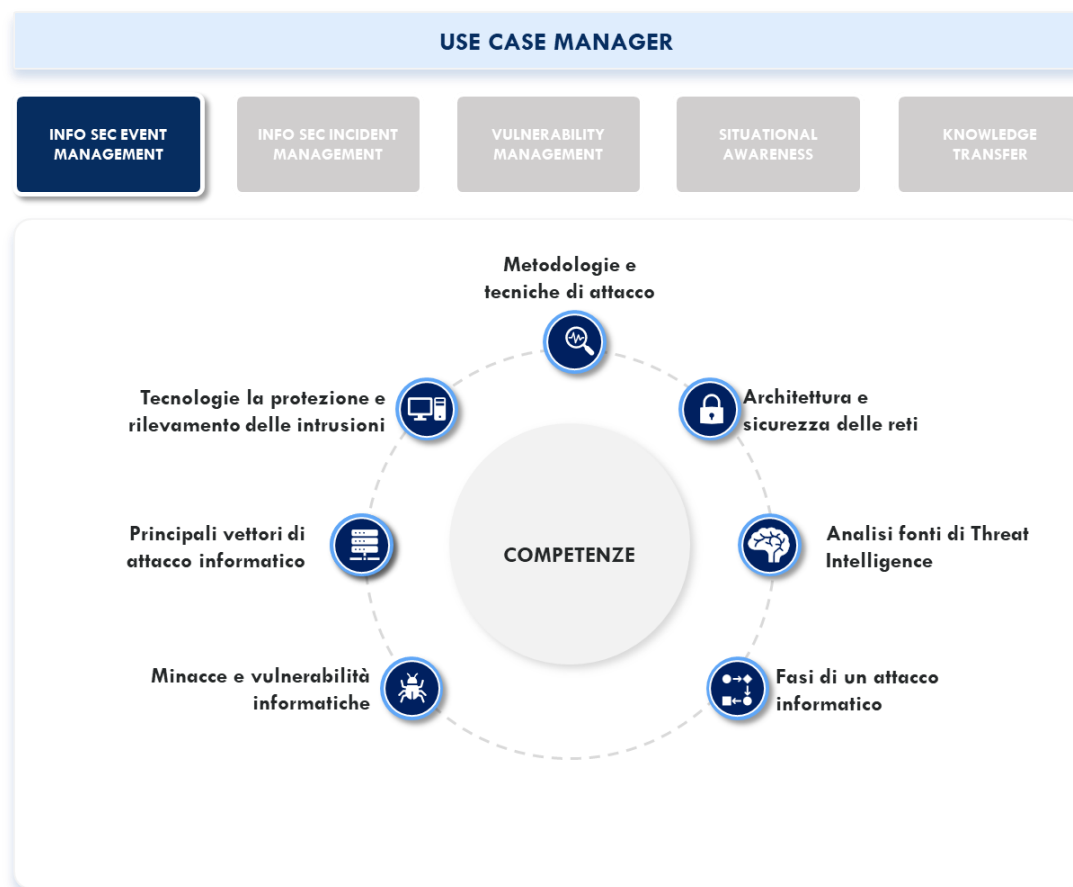 USE CASE MANAGER
INFO SEC EVENT
MANAGEMENT
INFO SEC INCIDENT
MANAGEMENT
VULNERABILITY
MANAGEMENT
SITUATIONAL
AWARENESS
KNOWLEDGE
TRANSFER
Metodologie e
tecniche di attacco
Tecnologie la protezione e
rilevamento delle intrusioni
Architettura e
sicurezza delle reti
Principali vettori di
attacco informatico
COMPETENZE
Analisi fonti di Threat
Intelligence
Minacce e vulnerabilità
informatiche
Fasi di un attacco
informatico